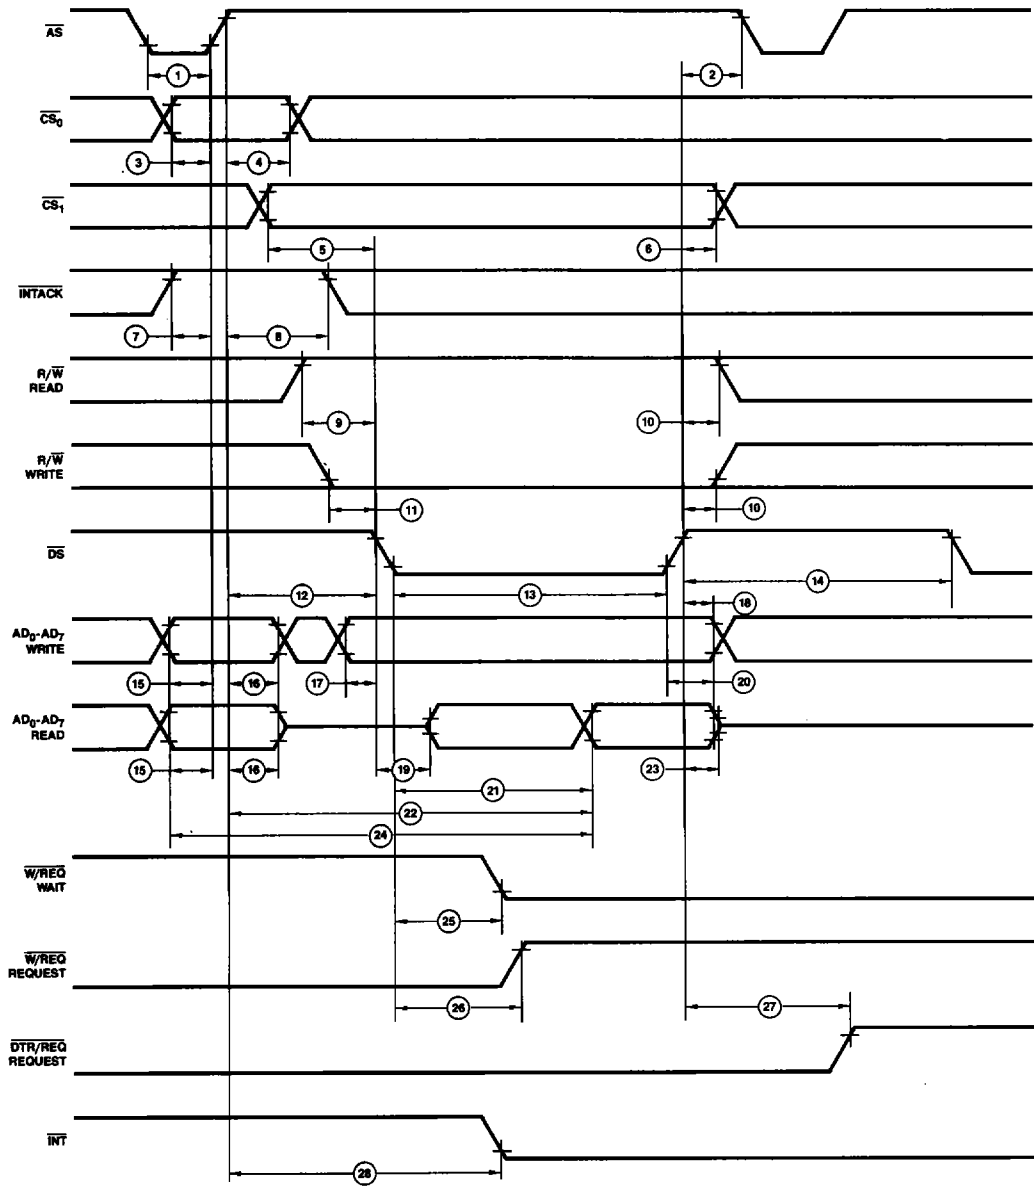 AS
1
2
CS0
3
4
CS1
5
6
INTACK
7
8
R/W
READ
9
10
R/W
WRITE
11
10
DS
12
13
14
18
AD0-AD7
WRITE
15
16
17
20
AD0-AD7
READ
15
16
19
23
21
22
24
W/REQ
WAIT
25
W/REQ
REQUEST
26
27
DTR/REQ
REQUEST
INT
28